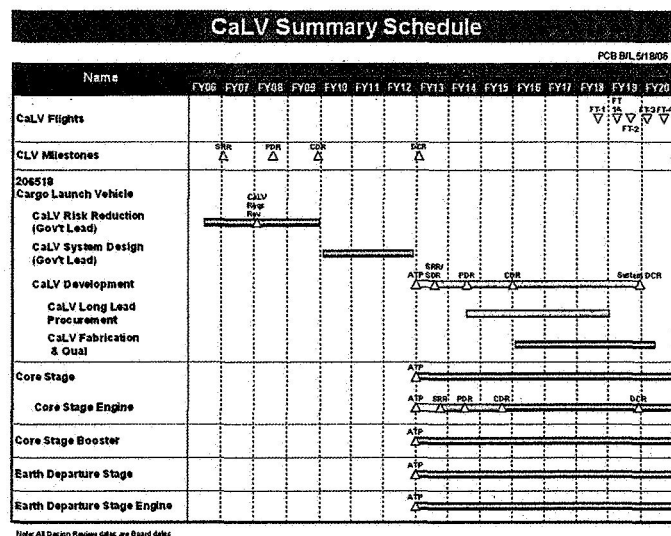 CaLV Summary Schedule
PCB B/L 5/18/06
Name
FY06 FY07 FY08 FY09 FY10 FY11 FY12 FY13 FY14 FY15 FY16 FY17 FY18 FY19 FY20
CaLV Flights
FT-1
FT
1A
FT-2
FT-3 FT-4
CLV Milestones
SRR PDR CDR DCR
206518
Cargo Launch Vehicle
CaLV Risk Reduction
(Gov't Lead)
CaLV
Reqs
Rev
CaLV System Design
(Gov't Lead)
CaLV Development
ATP
SRR/
SDR PDR CDR System DCR
CaLV Long Lead
Procurement
CaLV Fabrication
& Qual
Core Stage
ATP
Core Stage Engine
ATP SRR PDR CDR DCR
Core Stage Booster
ATP
Earth Departure Stage
ATP
Earth Departure Stage Engine
ATP
Note: All Design Review dates are Board dates